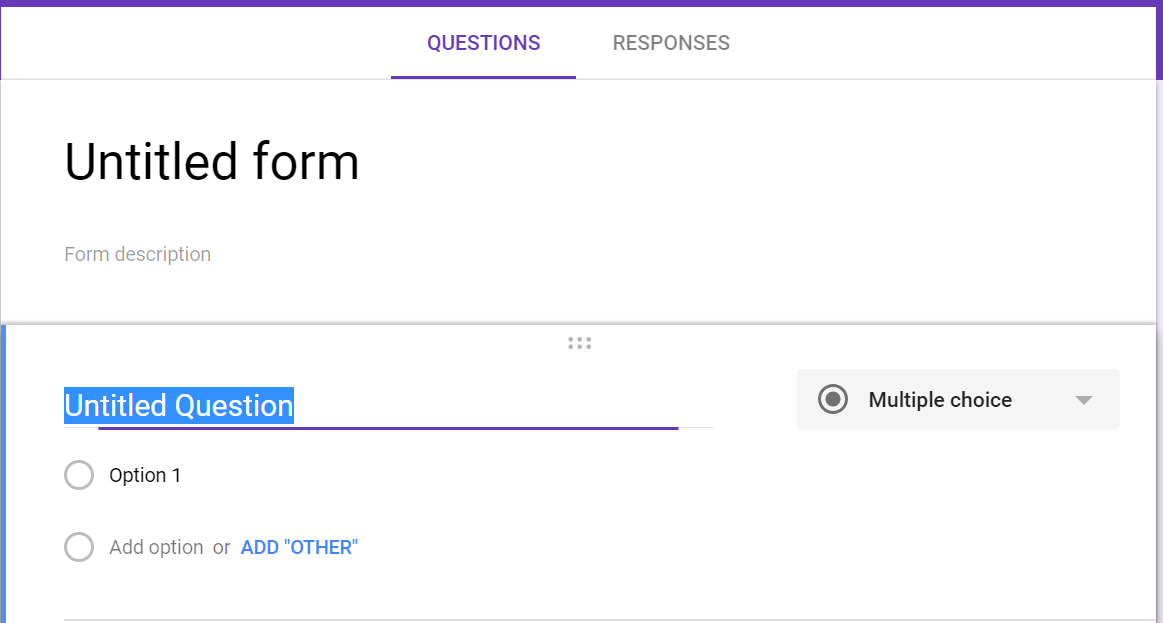 QUESTIONS RESPONSES
Untitled form
Form description
Untitled Question
Multiple choice
Option 1
Add option or ADD "OTHER"